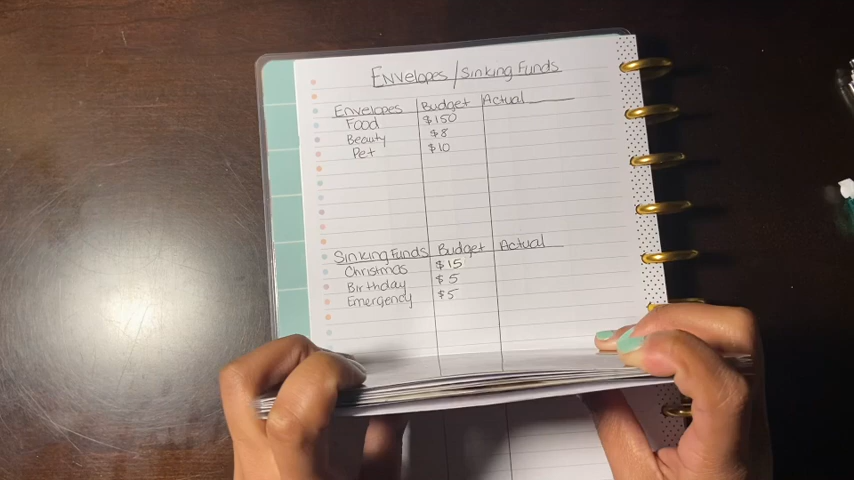 Envelopes/Sinking Funds
Envelopes Budget Actual
Food $150
Beauty $8
Pet $10
Sinking Funds Budget Actual
Christmas $15
Birthday $5
Emergency $5